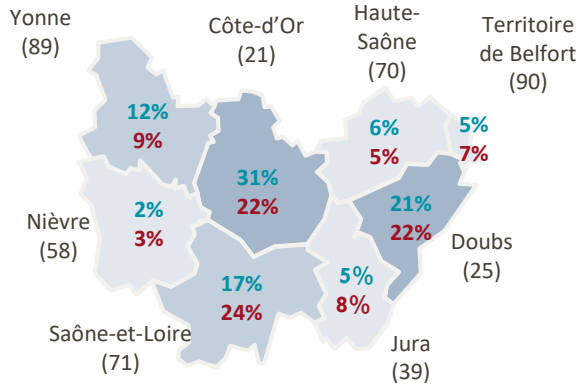 Yonne
(89)
Côte-d’Or
(21)
Haute-
Saône
(70)
Territoire
de Belfort
(90)
12%
9%
31%
22%
6%
5%
5%
7%
Nièvre
(58)
2%
3%
21%
22%
Doubs
(25)
Saône-et-Loire
(71)
17%
24%
5%
8%
Jura
(39)